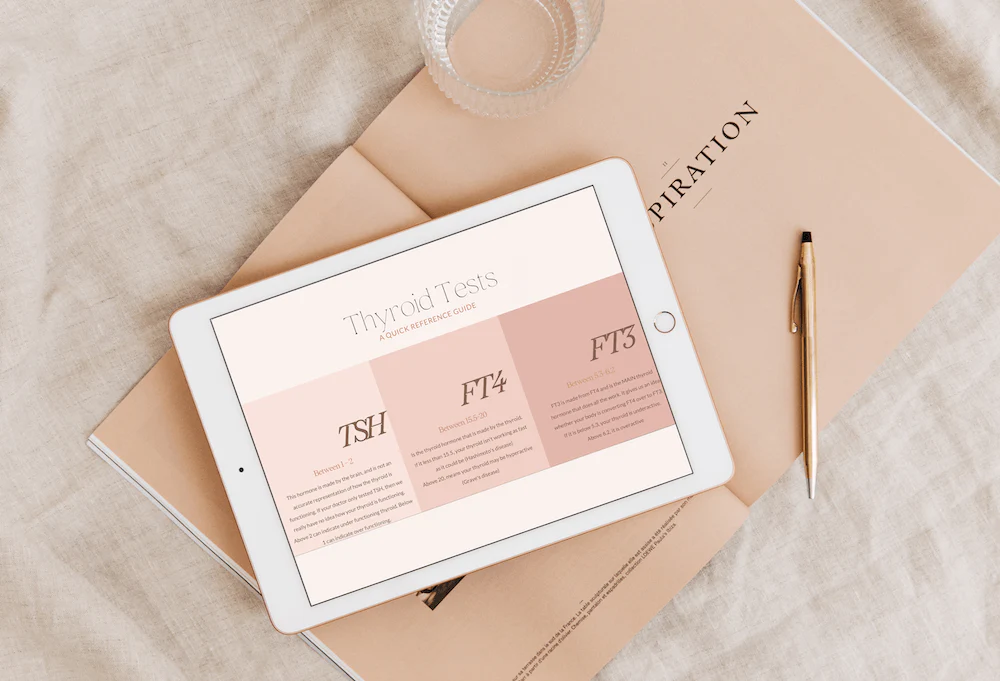 Thyroid Tests
A QUICK REFERENCE GUIDE
TSH
Between 1 - 2
This hormone is made by the brain, and is not an
accurate representation of how the thyroid is
functioning. If your doctor only tested TSH, then we
really have no idea how your thyroid is functioning.
Above 2 can indicate under functioning thyroid. Below
1 can indicate over functioning.
FT4
Between 15.5-20
Is the thyroid hormone that is made by the thyroid.
if it less than 15.5, your thyroid isn't working as fast
as it could be (Hashimoto's disease)
Above 20, means your thyroid may be hyperactive
(Grave's disease)
FT3
Between 5.3-6.2
FT3 is made from FT4 and is the MAIN thyroid
hormone that does all the work. It gives us an idea
whether your body is converting FT4 over to FT3.
If it is below 5.3, your thyroid is underactive.
Above 6.2, it is overactive.
PIRATION